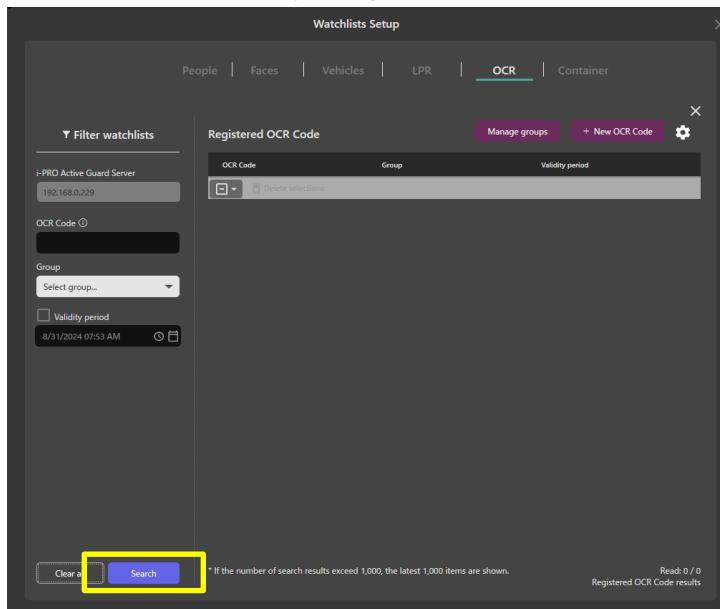 Watchlists Setup
People
Faces
Vehicles
LPR
OCR
Container
Filter watchlists
i-PRO Active Guard Server
192.168.0.229
OCR Code
Group
Select group...
Validity period
8/31/2024 07:53 AM
Clear a
Search
Registered OCR Code
Manage groups
+ New OCR Code
OCR Code Group Validity period
Delete selections
* If the number of search results exceed 1,000, the latest 1,000 items are shown.
Read: 0 / 0
Registered OCR Code results